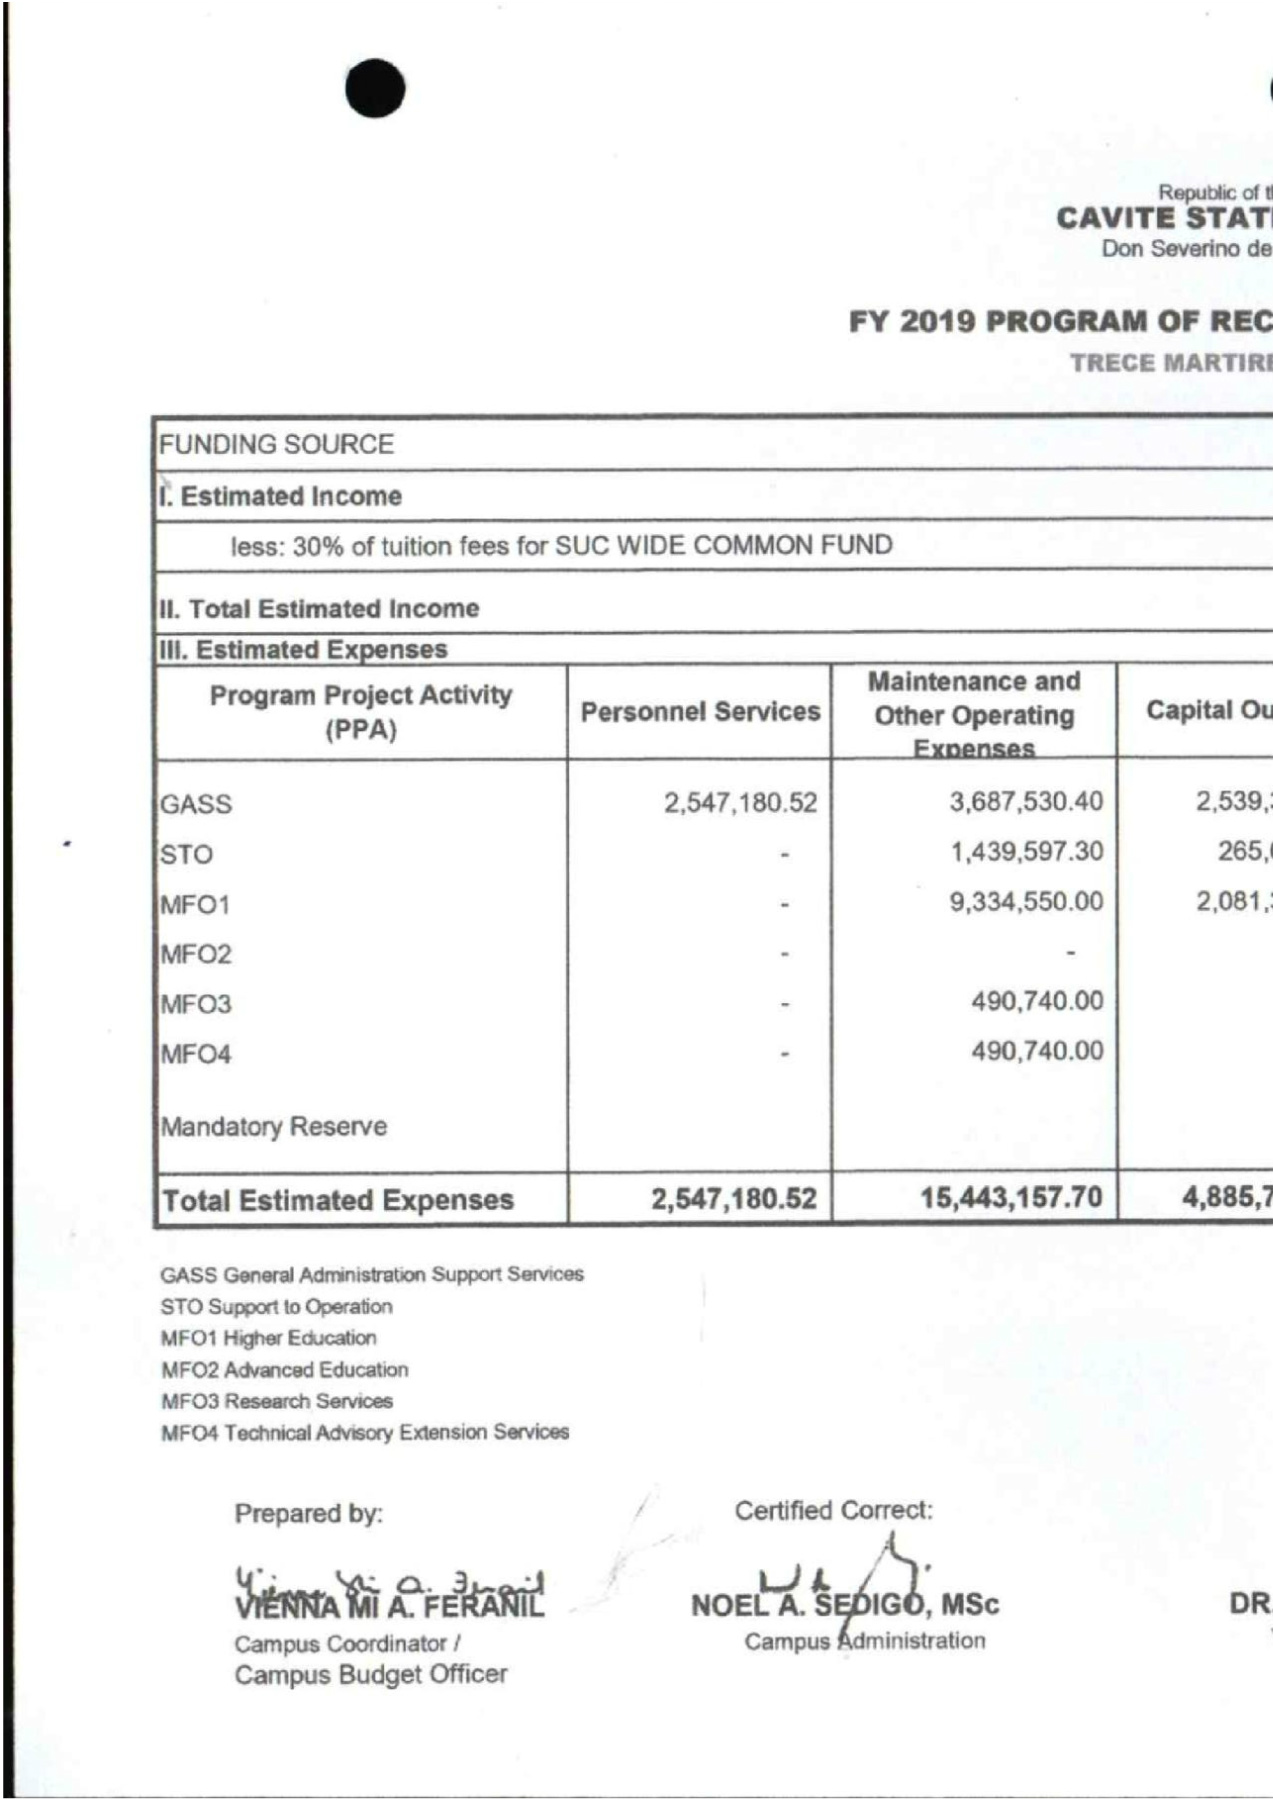 Republic of t
CAVITE STAT
Don Severino de
FY 2019 PROGRAM OF REC
TRECE MARTIRE
FUNDING SOURCE
I. Estimated Income
less: 30% of tuition fees for SUC WIDE COMMON FUND
II. Total Estimated Income
III. Estimated Expenses
Program Project Activity (PPA) Personnel Services Maintenance and Other Operating Expenses Capital Ou
GASS 2,547,180.52 3,687,530.40 2,539,
STO - 1,439,597.30 265,
MFO1 - 9,334,550.00 2,081,
MFO2 - -
MFO3 - 490,740.00
MFO4 - 490,740.00
Mandatory Reserve
Total Estimated Expenses 2,547,180.52 15,443,157.70 4,885,7
GASS General Administration Support Services
STO Support to Operation
MFO1 Higher Education
MFO2 Advanced Education
MFO3 Research Services
MFO4 Technical Advisory Extension Services
Prepared by: Certified Correct:
Vienna Mi A. Feranil
VIENNA MI A. FERANIL NOEL A. SEDIGO, MSc DR.
Campus Coordinator / Campus Administration
Campus Budget Officer